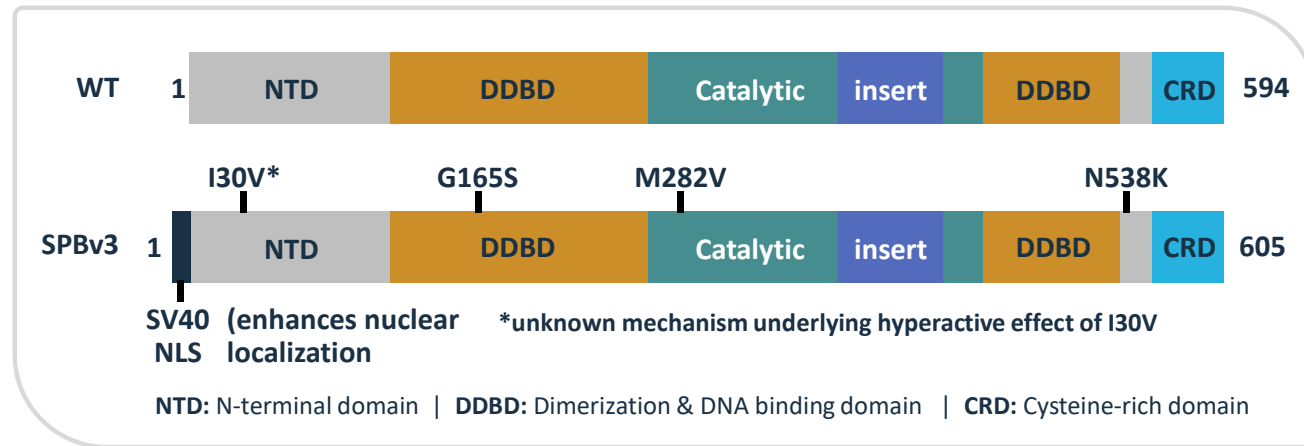 WT 1 NTD DDBD Catalytic insert DDBD CRD 594
I30V* G165S M282V N538K
SPBv3 1 NTD DDBD Catalytic insert DDBD CRD 605
SV40 (enhances nuclear *unknown mechanism underlying hyperactive effect of I30V
NLS localization
NTD: N-terminal domain | DDBD: Dimerization & DNA binding domain | CRD: Cysteine-rich domain